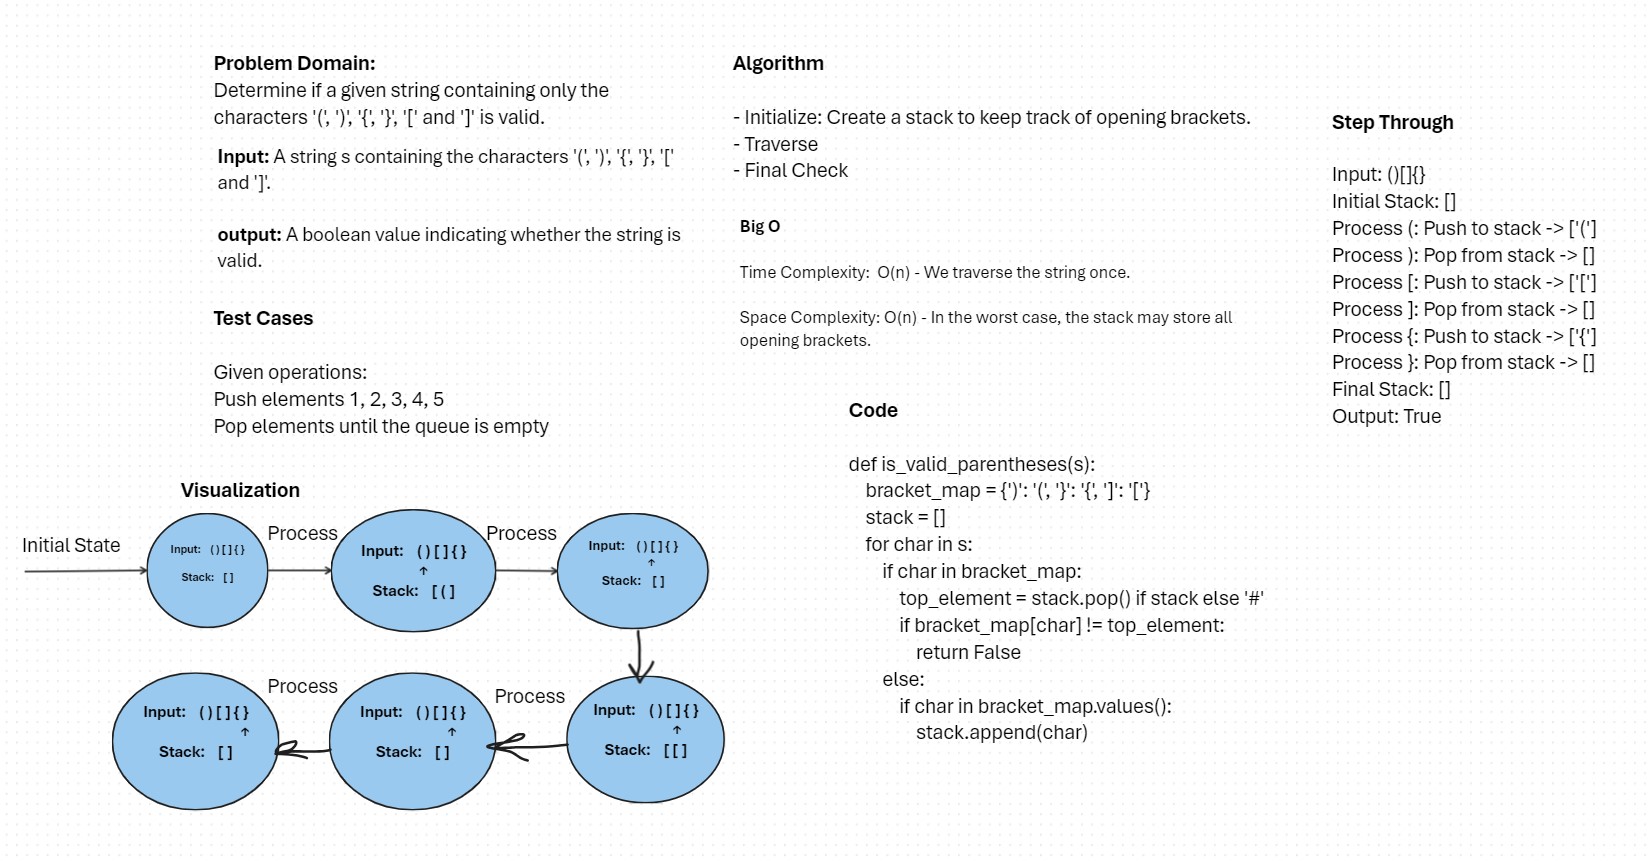 Problem Domain:
Determine if a given string containing only the
characters '(', ')', '{', '}', '[' and ']' is valid.
Input: A string s containing the characters '(', ')', '{', '}', '['
and ']'.
output: A boolean value indicating whether the string is
valid.
Test Cases
Given operations:
Push elements 1, 2, 3, 4, 5
Pop elements until the queue is empty
Algorithm
- Initialize: Create a stack to keep track of opening brackets.
- Traverse
- Final Check
Big O
Time Complexity:  O(n) - We traverse the string once.
Space Complexity: O(n) - In the worst case, the stack may store all
opening brackets.
Step Through
Input: ()[]{}
Initial Stack: []
Process (: Push to stack -> ['(']
Process ): Pop from stack -> []
Process [: Push to stack -> ['[']
Process ]: Pop from stack -> []
Process {: Push to stack -> ['{']
Process }: Pop from stack -> []
Final Stack: []
Output: True
Code
def is_valid_parentheses(s):
    bracket_map = {')': '(', '}': '{', ']': '['}
    stack = []
    for char in s:
        if char in bracket_map:
            top_element = stack.pop() if stack else '#'
            if bracket_map[char] != top_element:
                return False
        else:
            if char in bracket_map.values():
                stack.append(char)
Visualization
Initial State
Input: ()[]{}
Stack: []
Process
Input: ()[]{}
↑
Stack: [(]
Process
Input: ()[]{}
↑
Stack: []
Input: ()[]{}
↑
Stack: [[]
Process
Input: ()[]{}
↑
Stack: []
Process
Input: ()[]{}
↑
Stack: []